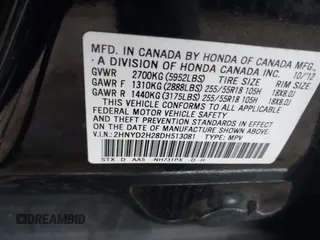 MFD. IN CANADA BY HONDA OF CANADA MFG.,
A DIVISION OF HONDA CANADA INC. 10/12
GVWR 2700KG (5952LBS) TIRE SIZE RIM SIZE
GAWR F 1310KG (2888LBS) 255/55R18 105H 18X8.0J
GAWR R 1440KG (3175LBS) 255/55R18 105H 18X8.0J
THIS VEHICLE CONFORMS TO ALL APPLICABLE
FEDERAL MOTOR VEHICLE SAFETY AND THEFT
PREVENTION STANDARDS IN EFFECT ON THE
DATE OF MANUFACTURE SHOWN ABOVE.
V.I.N.: 2HNYD2H28DH513081 TYPE: MPV
STX D AA5 NH731PX -D -H